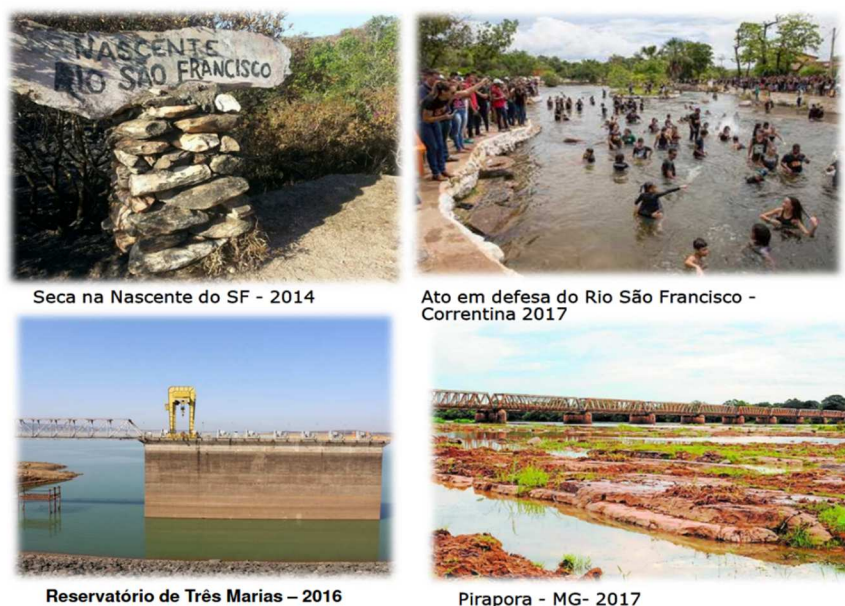 NASCENTE
RIO SÃO FRANCISCO
Seca na Nascente do SF - 2014
Ato em defesa do Rio São Francisco -
Correntina 2017
Reservatório de Três Marias – 2016
Pirapora - MG- 2017